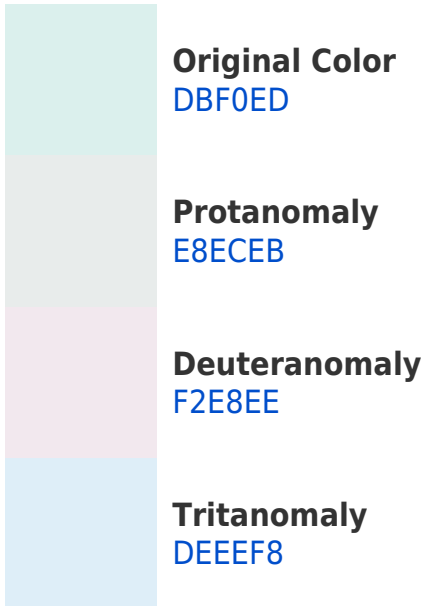 Original Color
DBF0ED
Protanomaly
E8ECEB
Deuteranomaly
F2E8EE
Tritanomaly
DEEEF8